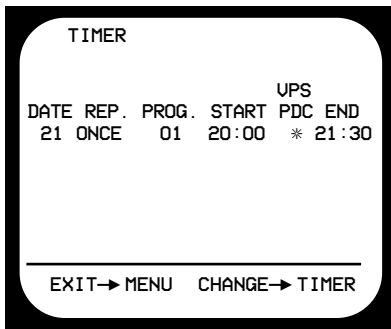 TIMER
VPS
DATE REP. PROG. START PDC END
21 ONCE 01 20:00 ✳ 21:30
EXIT→MENU CHANGE→TIMER